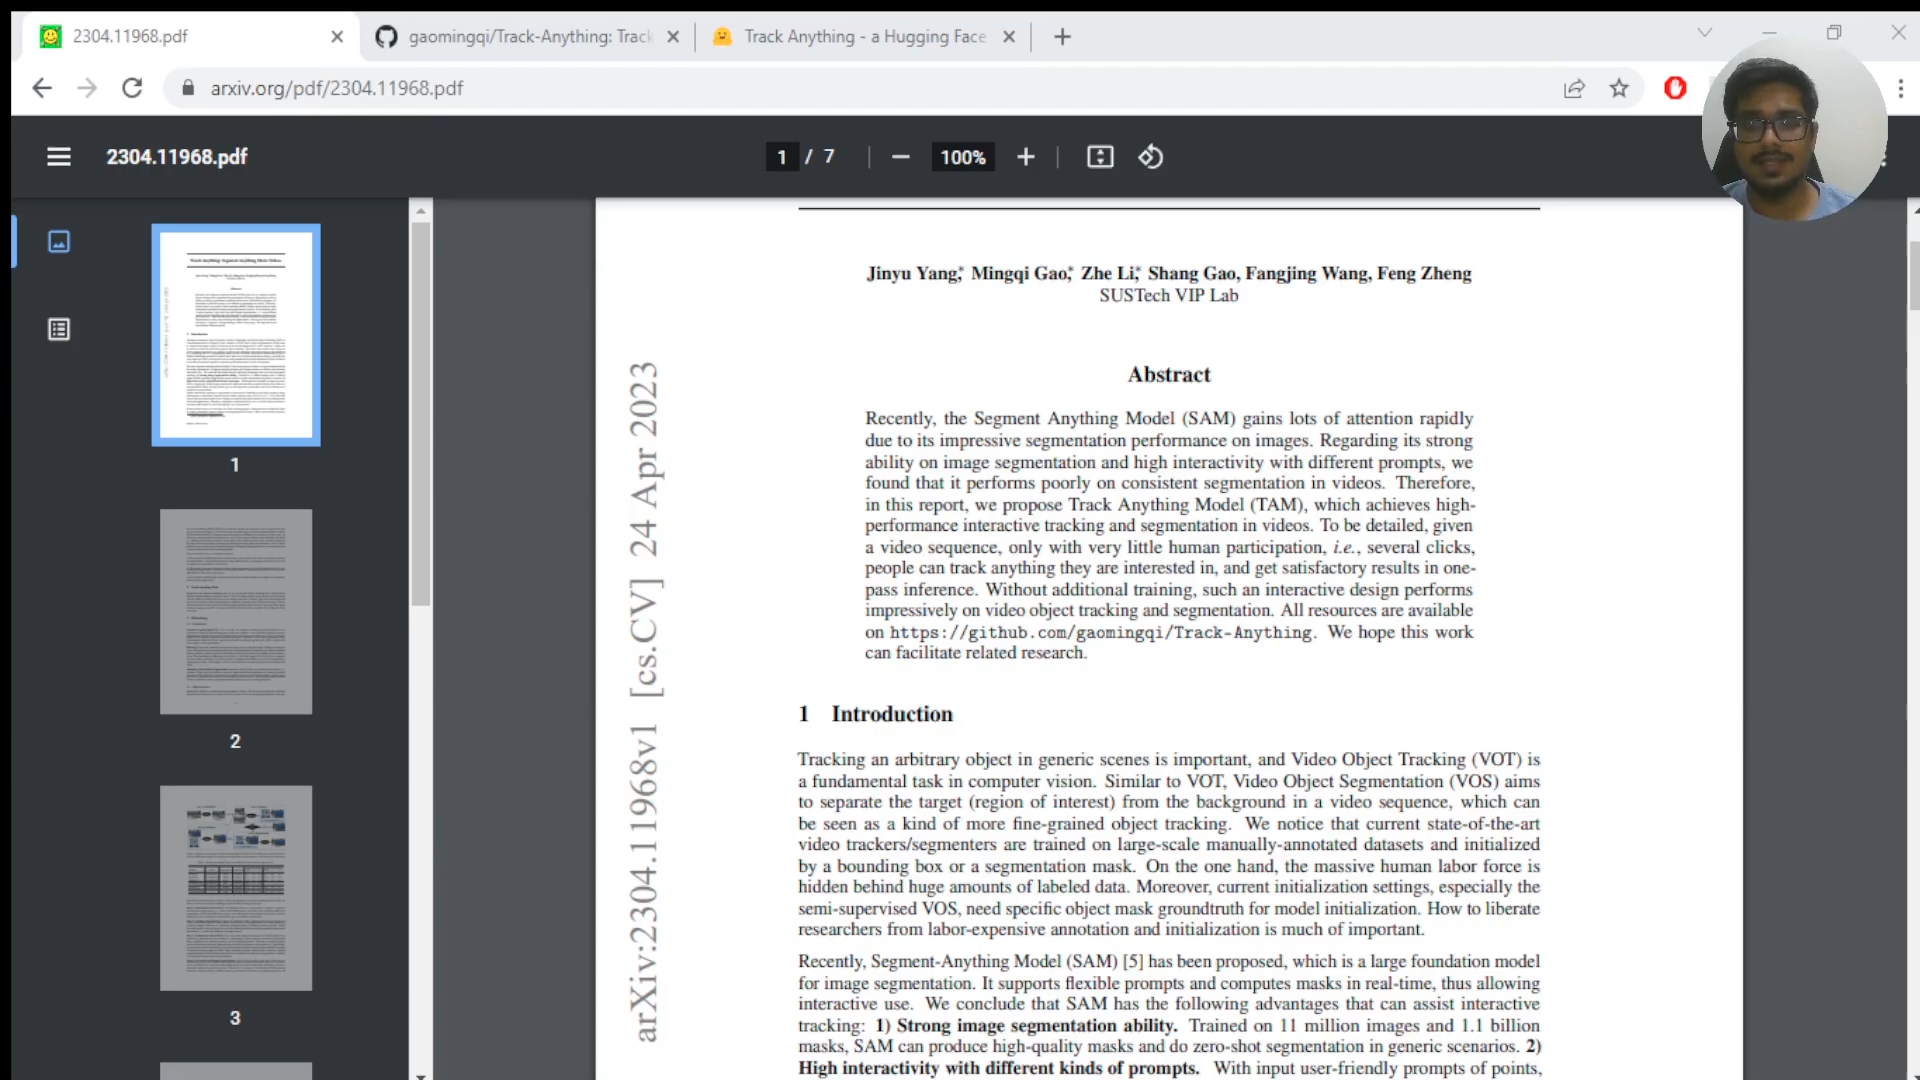 2304.11968.pdf
gaomingqi/Track-Anything: Track
Track Anything - a Hugging Face
arxiv.org/pdf/2304.11968.pdf
2304.11968.pdf
1 / 7
100%
1
2
3
Jinyu Yang,* Mingqi Gao,* Zhe Li,* Shang Gao, Fangjing Wang, Feng Zheng
SUSTech VIP Lab
arXiv:2304.11968v1 [cs.CV] 24 Apr 2023
Abstract
Recently, the Segment Anything Model (SAM) gains lots of attention rapidly
due to its impressive segmentation performance on images. Regarding its strong
ability on image segmentation and high interactivity with different prompts, we
found that it performs poorly on consistent segmentation in videos. Therefore,
in this report, we propose Track Anything Model (TAM), which achieves high-
performance interactive tracking and segmentation in videos. To be detailed, given
a video sequence, only with very little human participation, i.e., several clicks,
people can track anything they are interested in, and get satisfactory results in one-
pass inference. Without additional training, such an interactive design performs
impressively on video object tracking and segmentation. All resources are available
on https://github.com/gaomingqi/Track-Anything. We hope this work
can facilitate related research.
1 Introduction
Tracking an arbitrary object in generic scenes is important, and Video Object Tracking (VOT) is
a fundamental task in computer vision. Similar to VOT, Video Object Segmentation (VOS) aims
to separate the target (region of interest) from the background in a video sequence, which can
be seen as a kind of more fine-grained object tracking. We notice that current state-of-the-art
video trackers/segmenters are trained on large-scale manually-annotated datasets and initialized
by a bounding box or a segmentation mask. On the one hand, the massive human labor force is
hidden behind huge amounts of labeled data. Moreover, current initialization settings, especially the
semi-supervised VOS, need specific object mask groundtruth for model initialization. How to liberate
researchers from labor-expensive annotation and initialization is much of important.
Recently, Segment-Anything Model (SAM) [5] has been proposed, which is a large foundation model
for image segmentation. It supports flexible prompts and computes masks in real-time, thus allowing
interactive use. We conclude that SAM has the following advantages that can assist interactive
tracking: 1) Strong image segmentation ability. Trained on 11 million images and 1.1 billion
masks, SAM can produce high-quality masks and do zero-shot segmentation in generic scenarios. 2)
High interactivity with different kinds of prompts. With input user-friendly prompts of points,